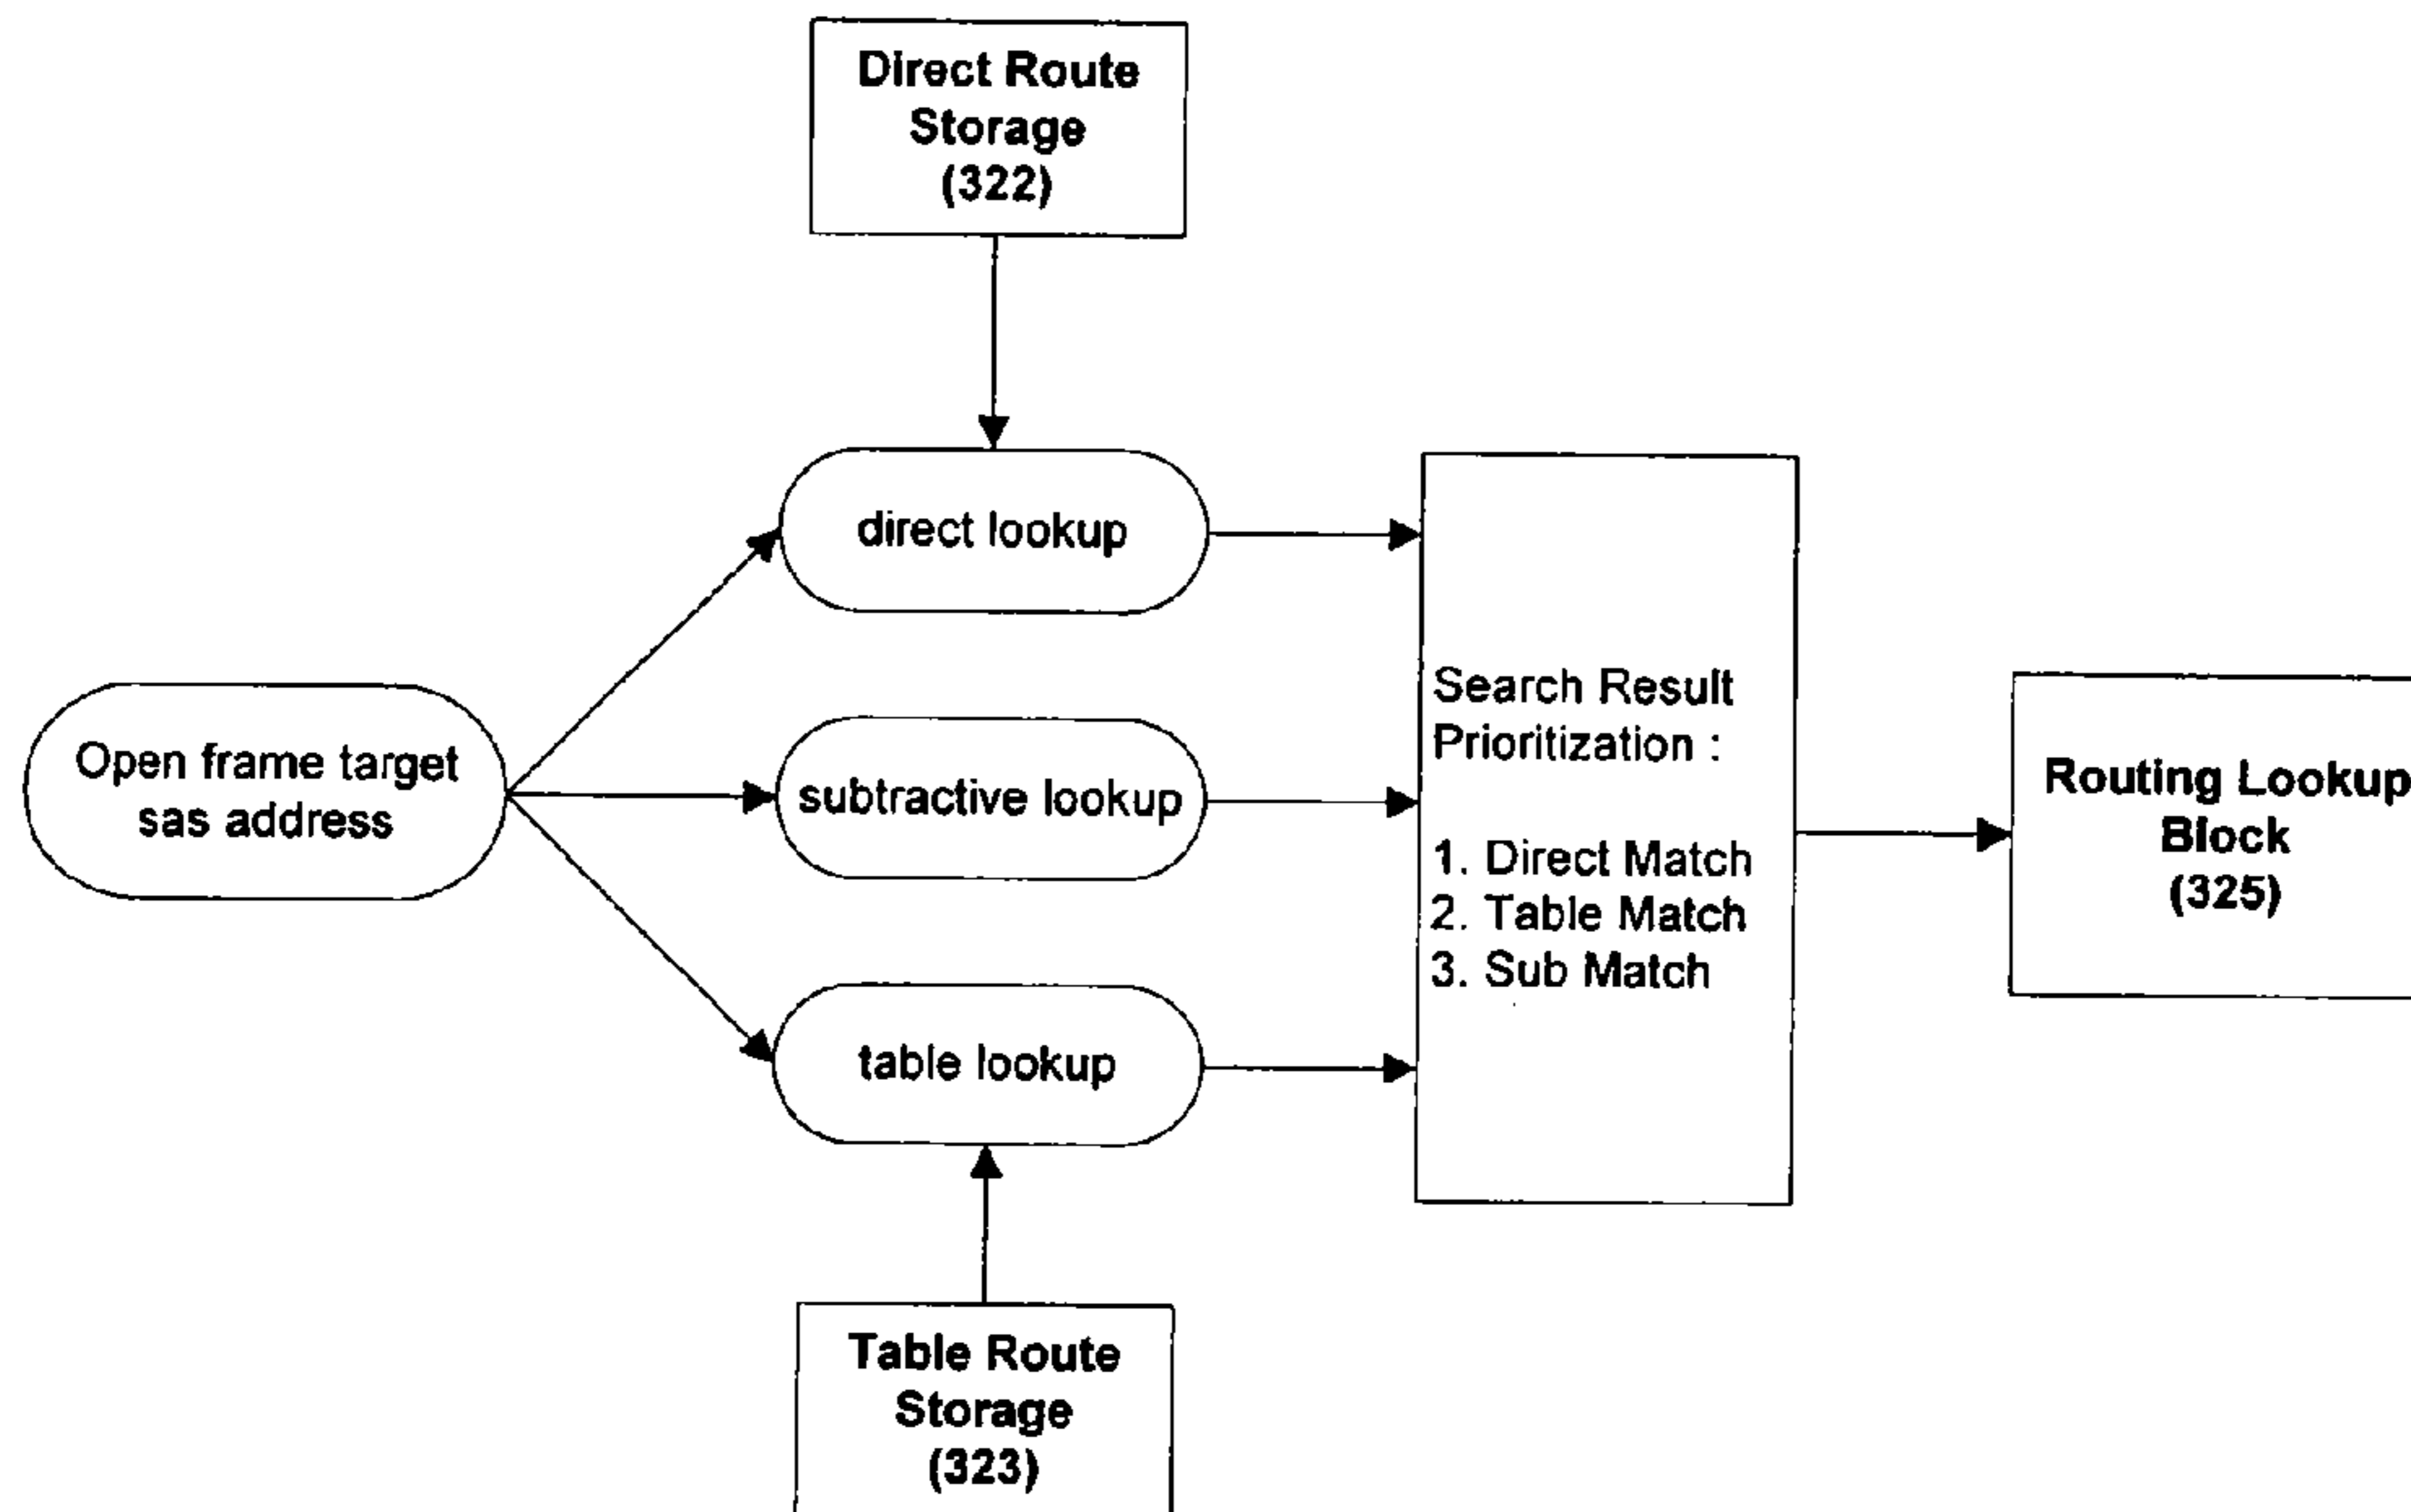 Direct Route
Storage
(322)
direct lookup
Open frame target
sas address
subtractive lookup
table lookup
Search Result
Prioritization :
1. Direct Match
2. Table Match
3. Sub Match
Routing Lookup
Block
(325)
Table Route
Storage
(323)